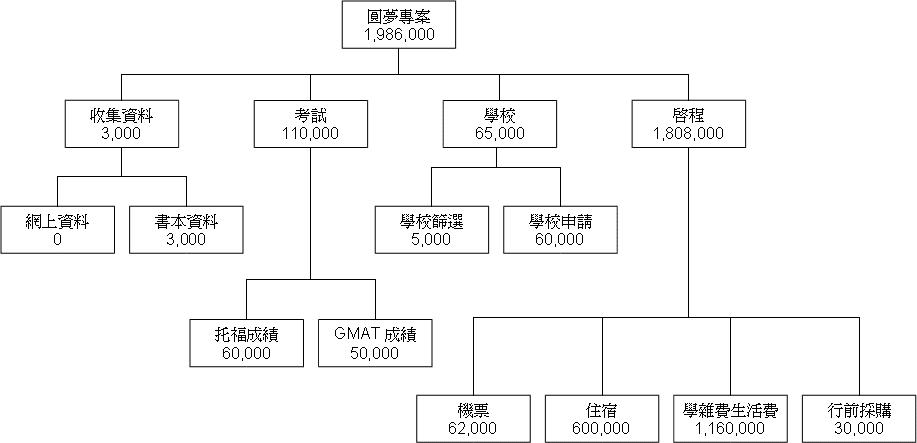 圓夢專案
1,986,000
收集資料
3,000
考試
110,000
學校
65,000
啓程
1,808,000
網上資料
0
書本資料
3,000
學校篩選
5,000
學校申請
60,000
托福成績
60,000
GMAT 成績
50,000
機票
62,000
住宿
600,000
學雜費生活費
1,160,000
行前採購
30,000